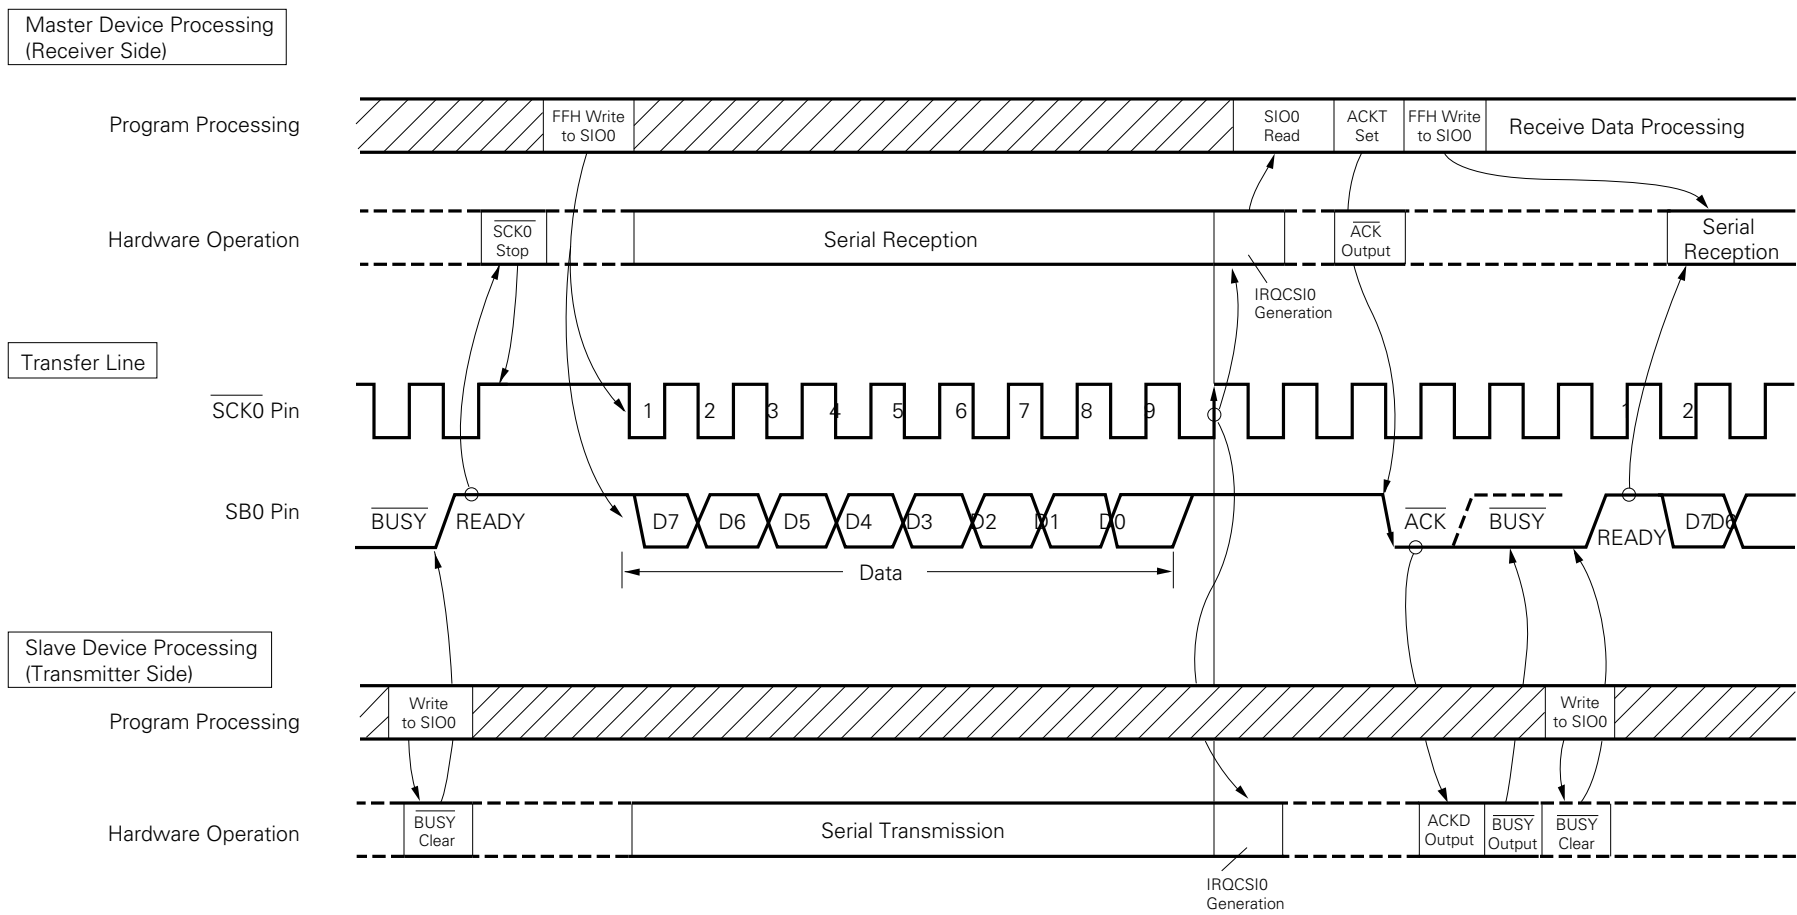 Master Device Processing
(Receiver Side)
Program Processing
FFH Write
to SIO0
SIO0
Read
ACKT
Set
FFH Write
to SIO0
Receive Data Processing
Hardware Operation
SCK0
Stop
Serial Reception
ACK
Output
Serial
Reception
IRQCSI0
Generation
Transfer Line
SCK0 Pin
1 2 3 4 5 6 7 8 9 1 2
SB0 Pin
BUSY READY D7 D6 D5 D4 D3 D2 D1 D0 ACK BUSY READY D7 D6
Data
Slave Device Processing
(Transmitter Side)
Program Processing
Write
to SIO0
Write
to SIO0
Hardware Operation
BUSY
Clear
Serial Transmission
ACKD
Output
BUSY
Output
BUSY
Clear
IRQCSI0
Generation